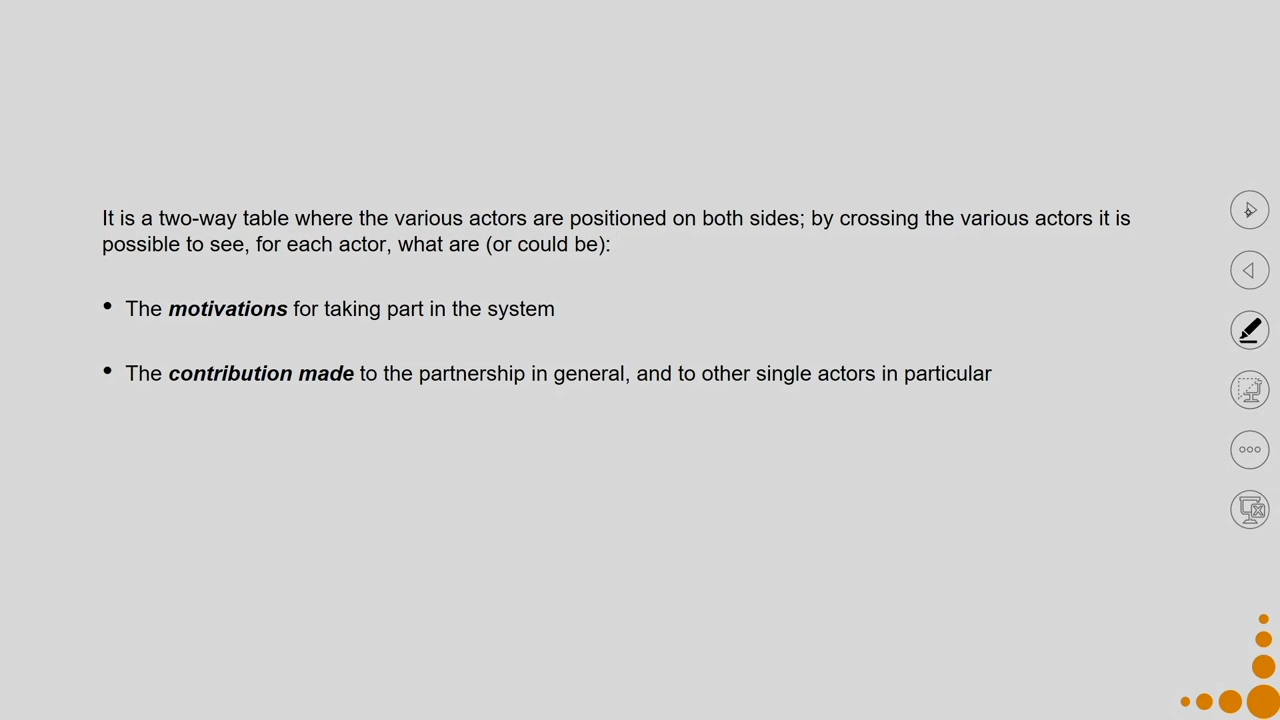 It is a two-way table where the various actors are positioned on both sides; by crossing the various actors it is
possible to see, for each actor, what are (or could be):
• The motivations for taking part in the system
• The contribution made to the partnership in general, and to other single actors in particular